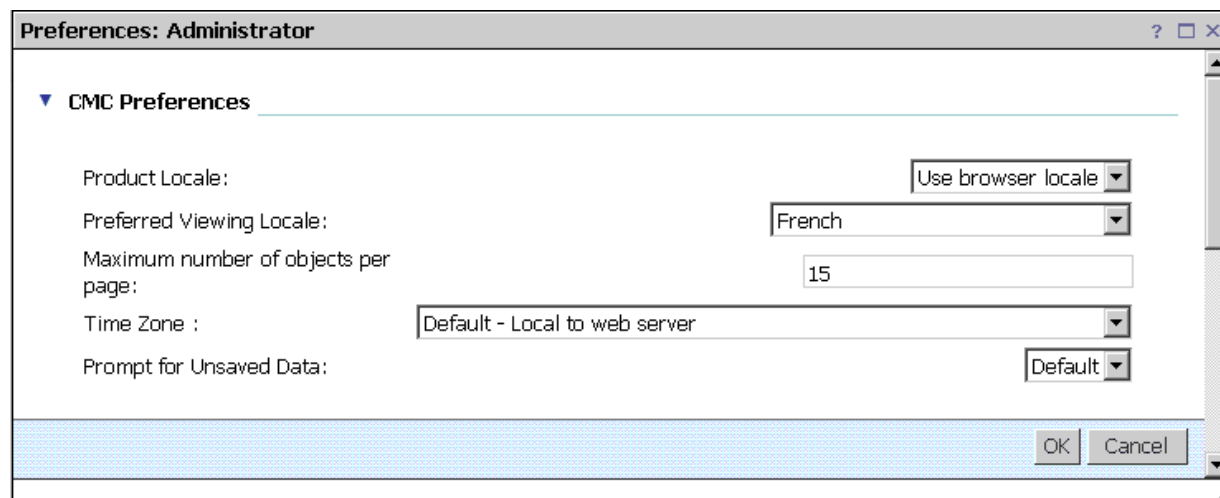 Preferences: Administrator ?
CMC Preferences
Product Locale: Use browser locale
Preferred Viewing Locale: French
Maximum number of objects per
page: 15
Time Zone : Default - Local to web server
Prompt for Unsaved Data: Default
OK Cancel